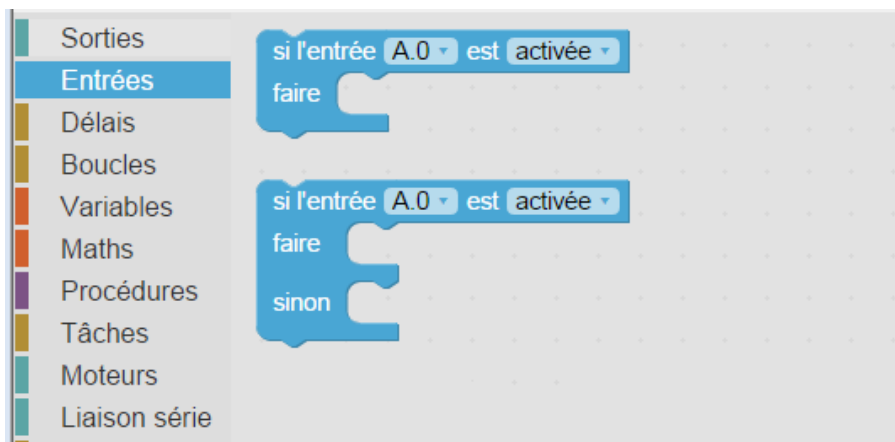 Sorties
Entrées
Délais
Boucles
Variables
Maths
Procédures
Tâches
Moteurs
Liaison série
si l'entrée A.0 est activée
faire
si l'entrée A.0 est activée
faire
sinon